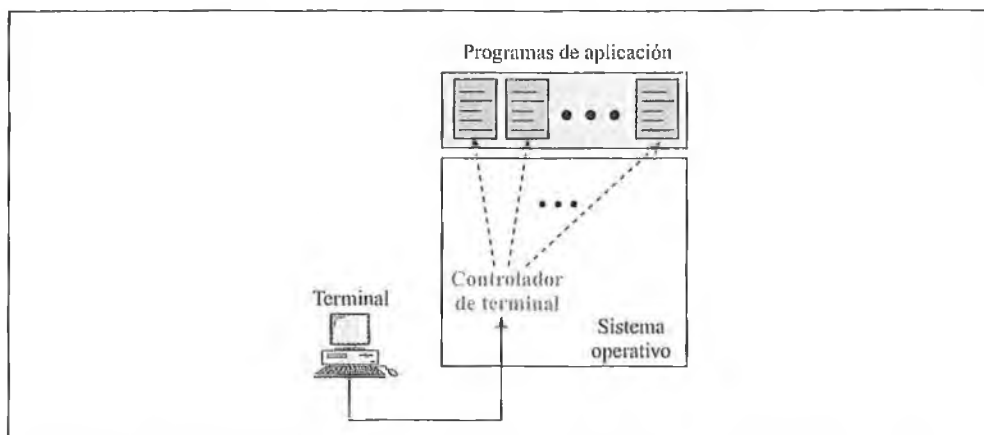 Programas de aplicación
Controlador
de terminal
Terminal
Sistema
operativo